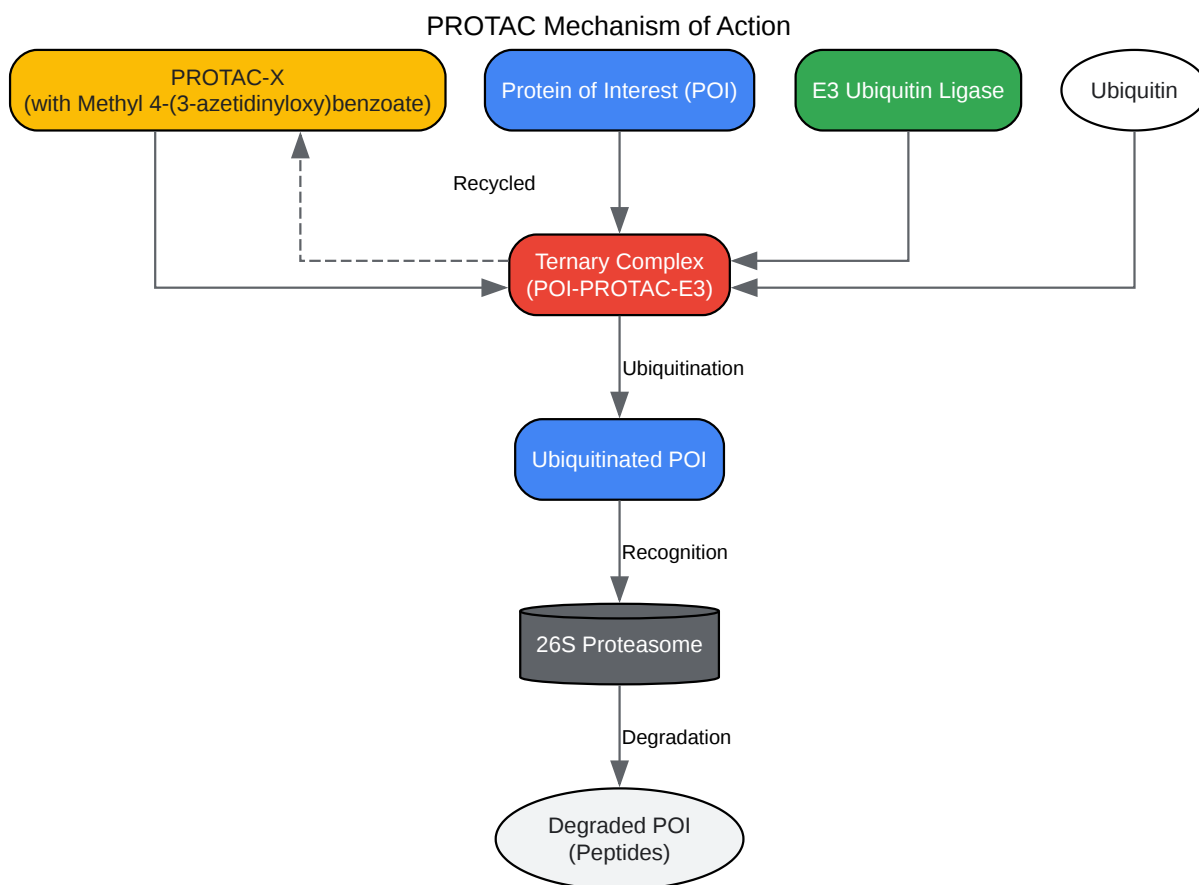 PROTAC Mechanism of Action
PROTAC-X
(with Methyl 4-(3-azetidinyloxy)benzoate)
Protein of Interest (POI)
E3 Ubiquitin Ligase
Ubiquitin
Recycled
Ternary Complex
(POI-PROTAC-E3)
Ubiquitination
Ubiquitinated POI
Recognition
26S Proteasome
Degradation
Degraded POI
(Peptides)